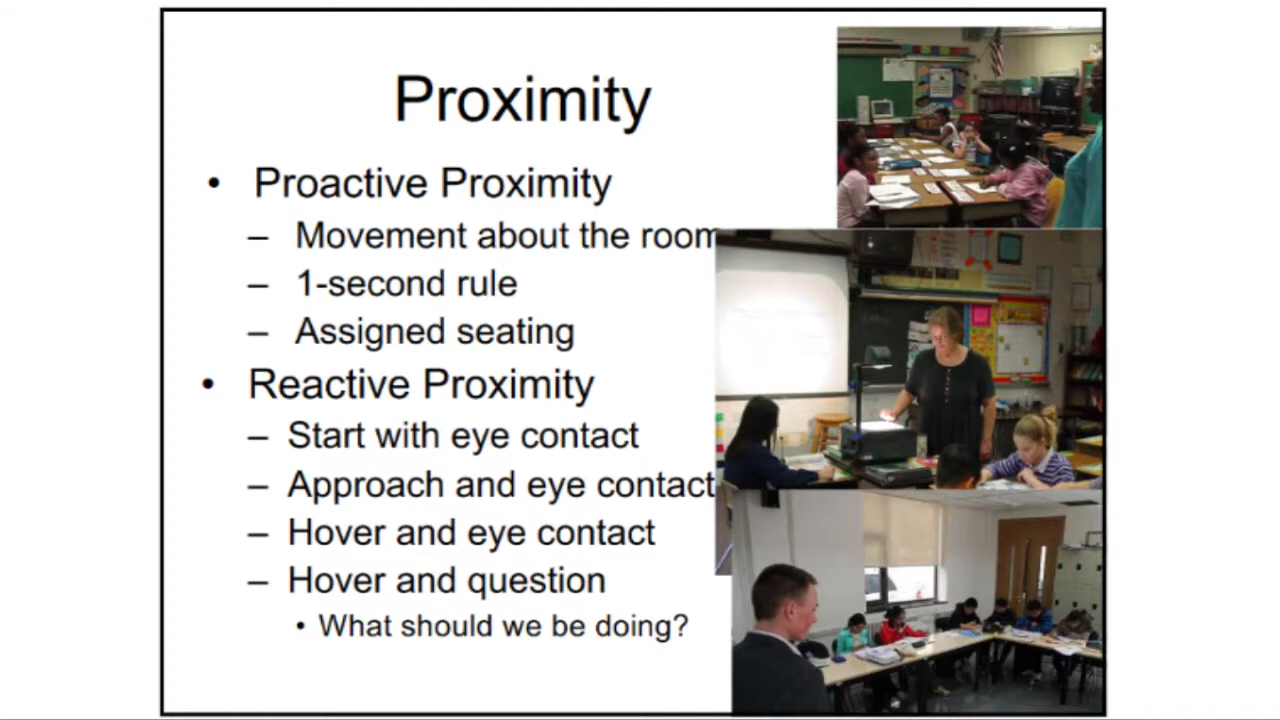 Proximity
• Proactive Proximity
– Movement about the room
– 1-second rule
– Assigned seating
• Reactive Proximity
– Start with eye contact
– Approach and eye contact
– Hover and eye contact
– Hover and question
• What should we be doing?